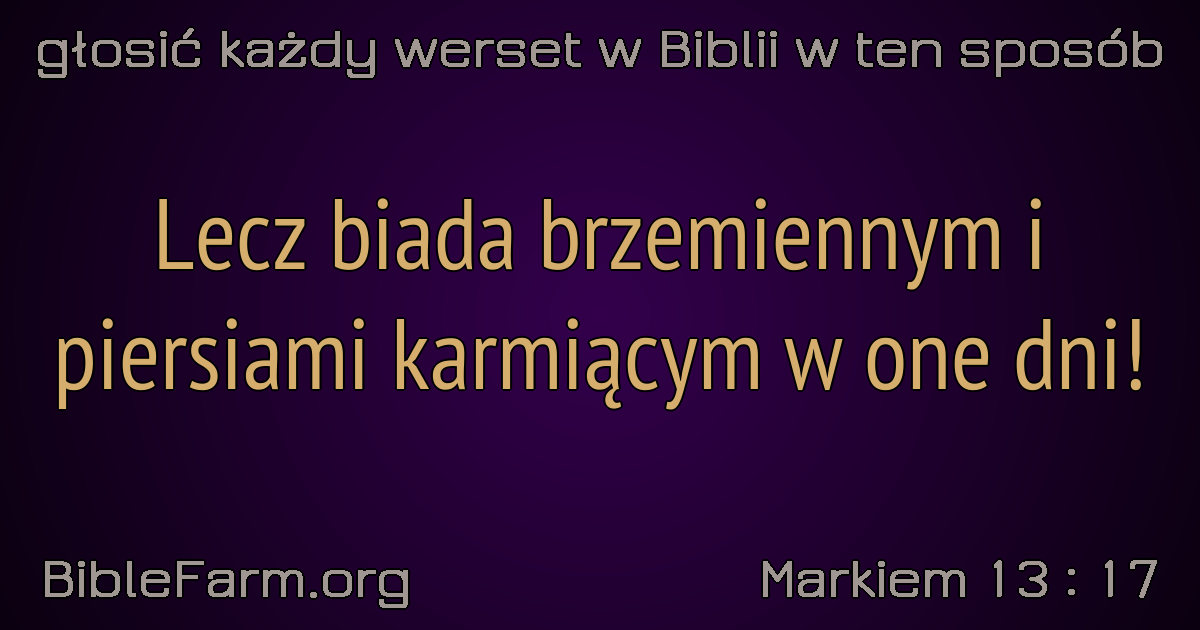 głosić każdy werset w Biblii w ten sposób
Lecz biada brzemiennym i
piersiami karmiącym w one dni!
BibleFarm.org
Markiem 13 : 17